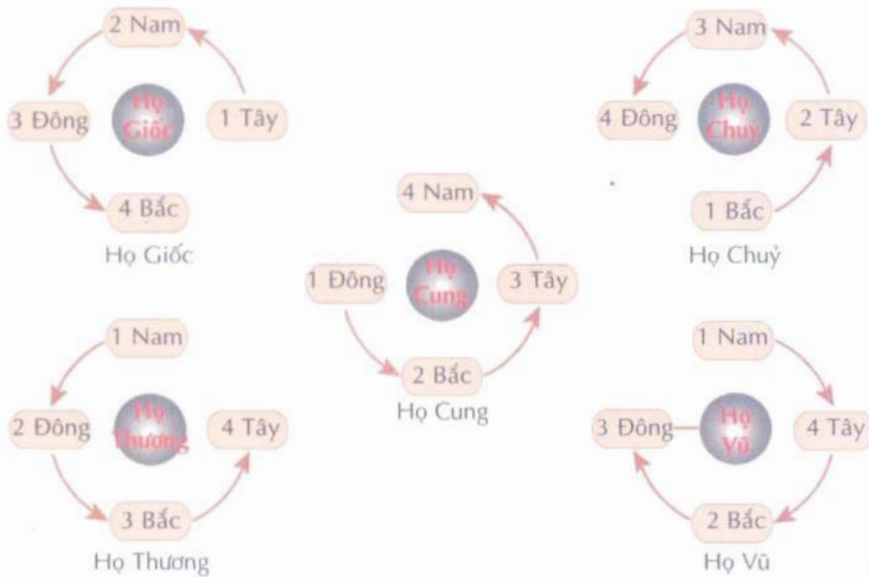 2 Nam
3 Đông
Họ
Giốc
1 Tây
4 Bắc
Họ Giốc
3 Nam
4 Đông
Họ
Chuỷ
2 Tây
1 Bắc
Họ Chuỷ
4 Nam
1 Đông
Họ
Cung
3 Tây
2 Bắc
Họ Cung
1 Nam
2 Đông
Họ
Thương
4 Tây
3 Bắc
Họ Thương
1 Nam
3 Đông
Họ
Vũ
4 Tây
2 Bắc
Họ Vũ